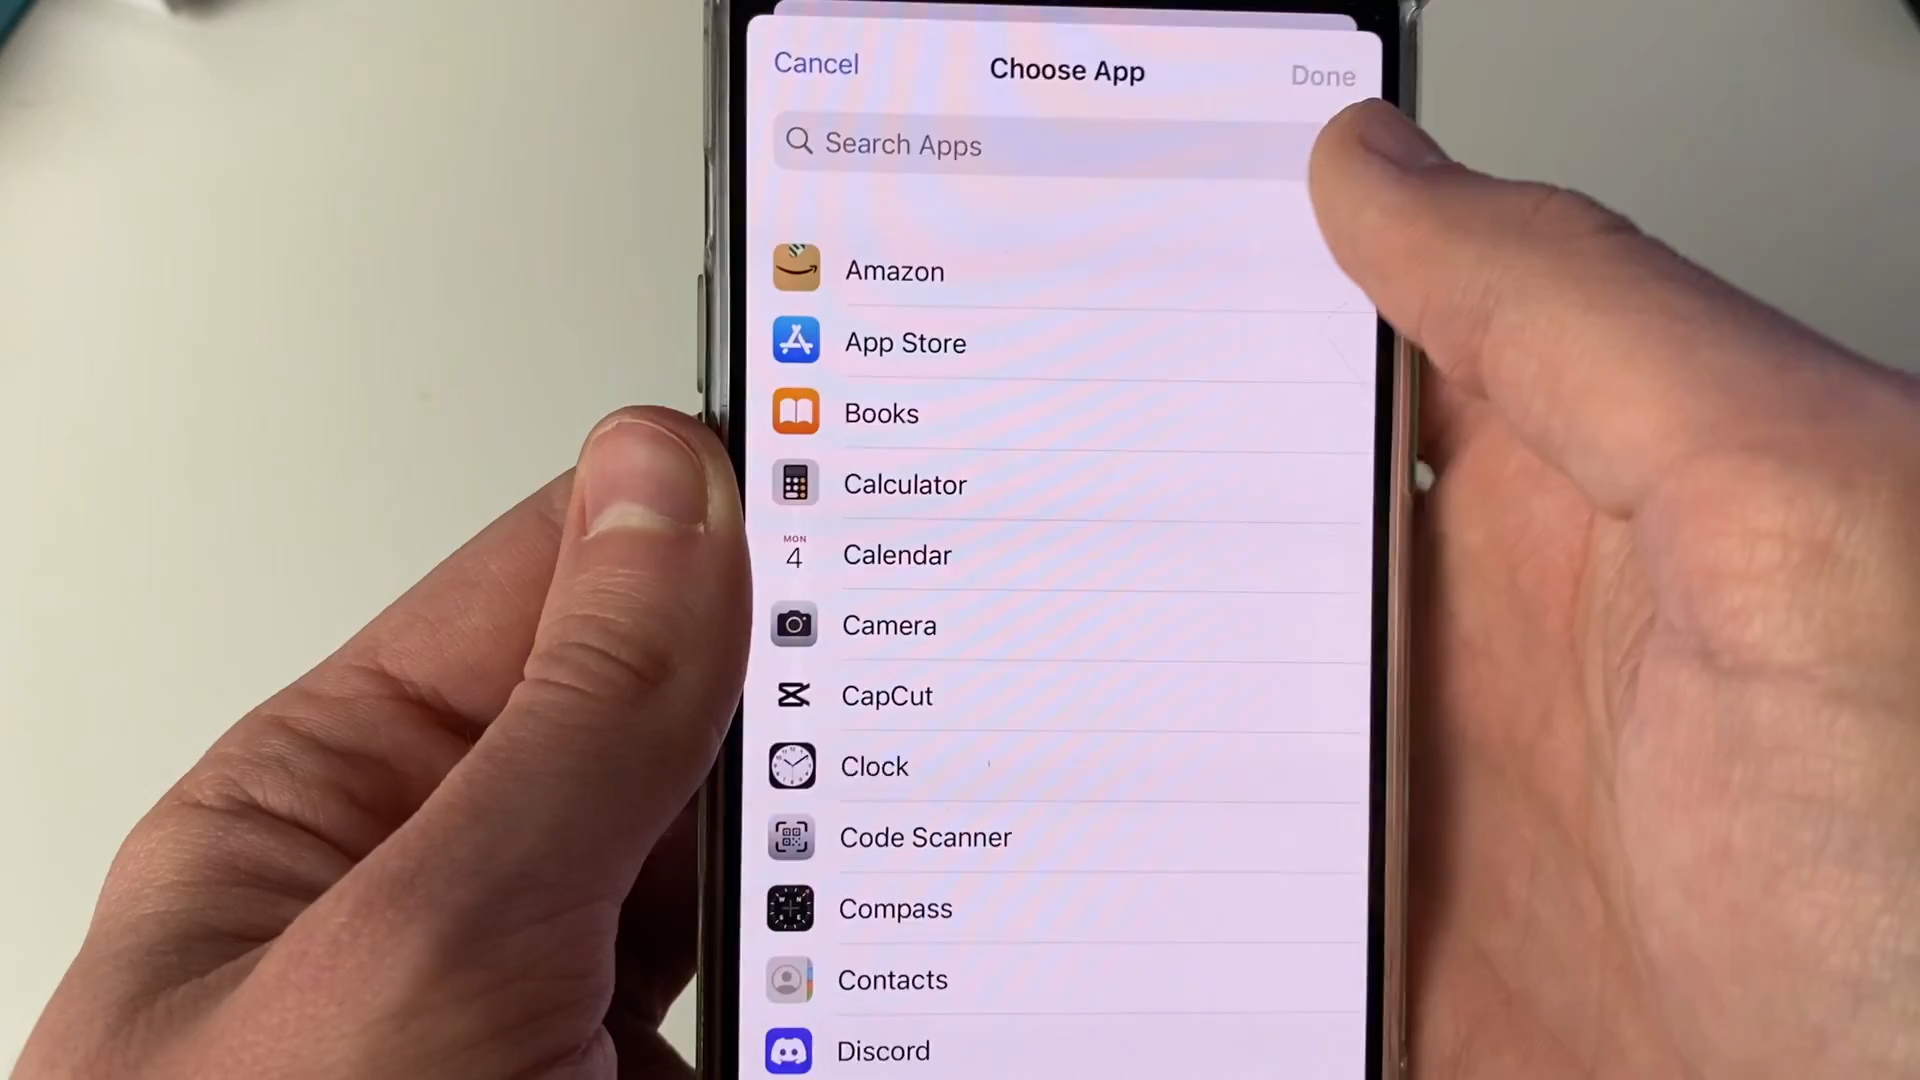 Cancel
Choose App
Done
Search Apps
Amazon
App Store
Books
Calculator
MON
4
Calendar
Camera
CapCut
Clock
Code Scanner
Compass
Contacts
Discord